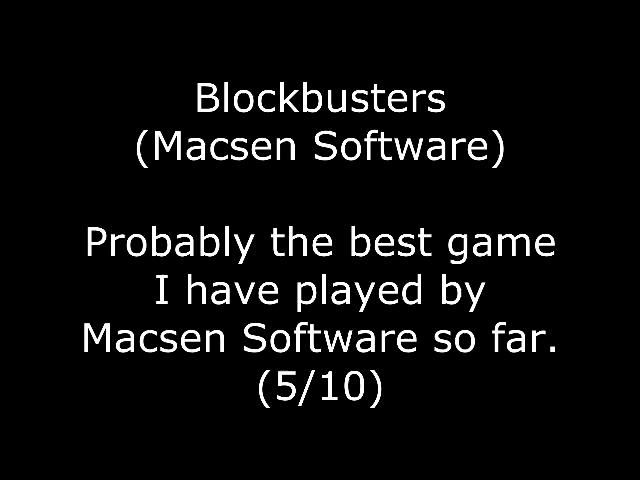 Blockbusters
(Macsen Software)
Probably the best game
I have played by
Macsen Software so far.
(5/10)